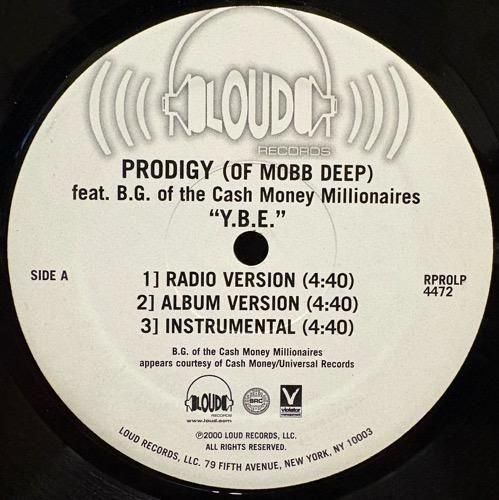 LOUD
RECORDS
PRODIGY (OF MOBB DEEP)
feat. B.G. of the Cash Money Millionaires
"Y.B.E."
SIDE A
RPROLP
4472
1] RADIO VERSION (4:40)
2] ALBUM VERSION (4:40)
3] INSTRUMENTAL (4:40)
B.G. of the Cash Money Millionaires
appears courtesy of Cash Money/Universal Records
LOUD
RECORDS
www.loud.com
SRC
V
violator
℗©2000 LOUD RECORDS, LLC.
ALL RIGHTS RESERVED.
LOUD RECORDS, LLC. 79 FIFTH AVENUE, NEW YORK, NY 10003